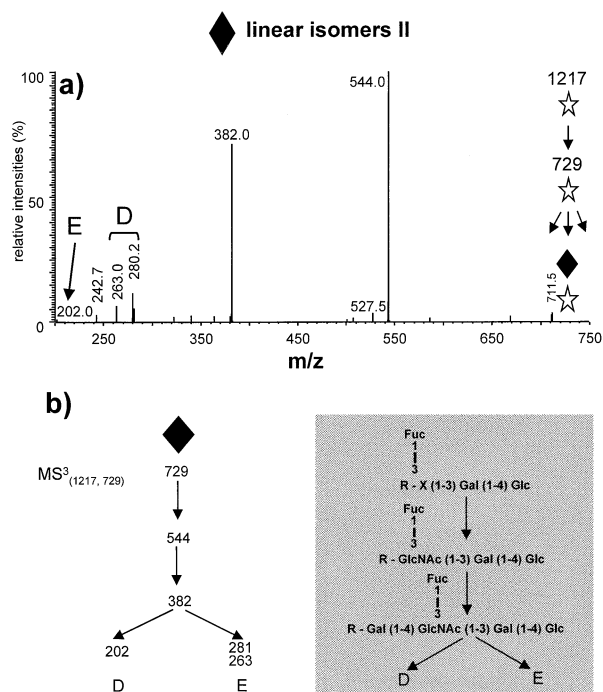 linear isomers II
a)
relative intensities (%)
100
50
0
E
D
202.0
242.7
263.0
280.2
382.0
527.5
544.0
711.5
1217
729
250
350
450
550
650
750
m/z
b)
MS3(1217, 729)
729
544
382
202
281
263
D
E
Fuc
1
3
R - X (1-3) Gal (1-4) Glc
Fuc
1
3
R - GlcNAc (1-3) Gal (1-4) Glc
Fuc
1
3
R - Gal (1-4) GlcNAc (1-3) Gal (1-4) Glc
D
E